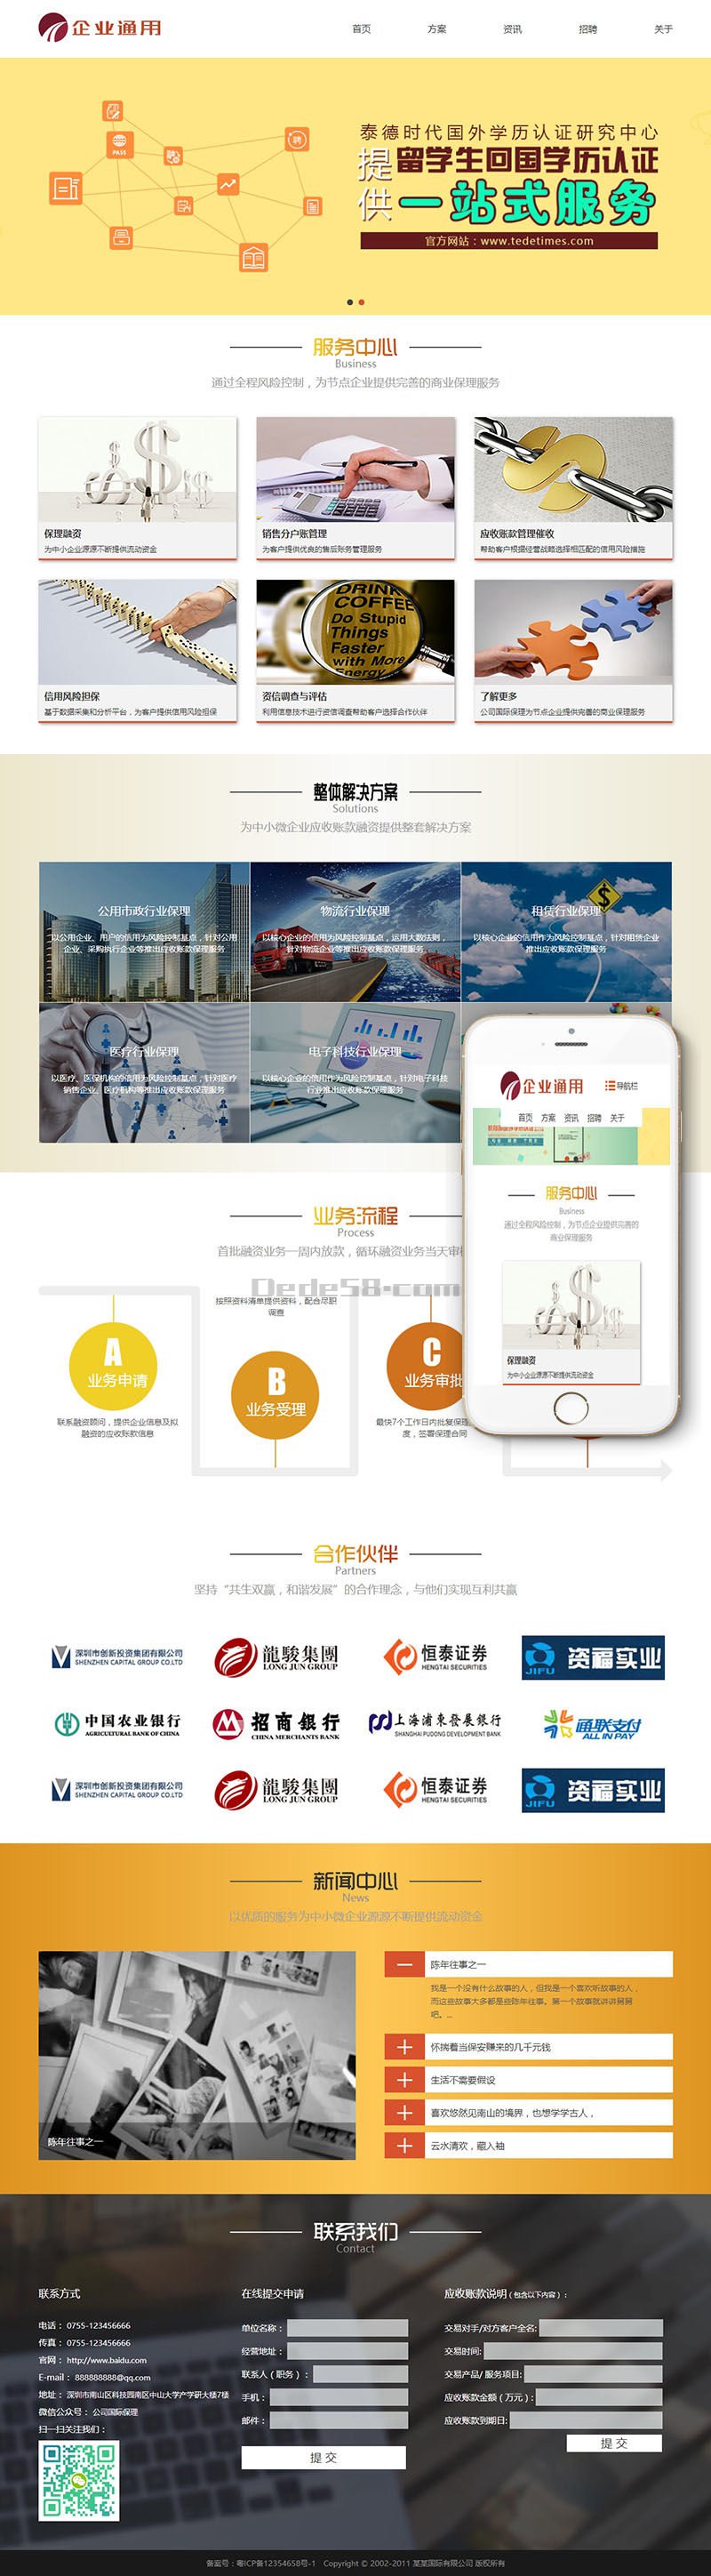 企业通用
首页 方案 资讯 招聘 关于
PASS
聘
泰德时代国外学历认证研究中心
提供
留学生回国学历认证
一站式服务
官方网站：www.tedetimes.com
服务中心
Business
通过全程风险控制，为节点企业提供完善的商业保理服务
保理融资
为中小企业源源不断提供流动资金
销售分户账管理
为客户提供优良的售后账务管理服务
应收账款管理催收
帮助客户根据经营战略选择相匹配的信用风险措施
DRINK
COFFEE
Do Stupid
Things
Faster
with More
Energy
信用风险担保
基于数据采集和分析平台，为客户提供信用风险担保
资信调查与评估
利用信息技术进行资信调查帮助客户选择合作伙伴
了解更多
公司国际保理为节点企业提供完善的商业保理服务
整体解决方案
Solutions
为中小微企业应收账款融资提供整套解决方案
公用市政行业保理
以公用企业、用户的信用为风险控制基点，针对公用
企业、采购执行企业等推出应收账款保理服务
物流行业保理
以核心企业的信用为风险控制基点，运用大数法则，
针对物流企业等推出应收账款保理服务
租赁行业保理
以核心企业的信用作为风险控制基点，针对租赁企业
推出应收账款保理服务
医疗行业保理
以医疗、医保机构的信用为风险控制基点，针对医疗
销售企业、医疗机构等推出应收账款保理服务
电子科技行业保理
以核心企业的信用作为风险控制基点，针对电子科技
行业推出应收账款保理服务
企业通用
导航栏
首页 方案 资讯 招聘 关于
服务中心
Business
通过全程风险控制，为节点企业提供完善的
商业保理服务
保理融资
为中小企业源源不断提供流动资金
业务流程
Process
首批融资业务一周内放款，循环融资业务当天审
Dede58.com
A
业务申请
联系融资顾问，提供企业信息及拟
融资的应收账款信息
按照资料清单提供资料，配合尽职
调查
B
业务受理
C
业务审批
最快7个工作日内批复保理
度，签署保理合同
合作伙伴
Partners
坚持“共生双赢，和谐发展”的合作理念，与他们实现互利共赢
深圳市创新投资集团有限公司
SHENZHEN CAPITAL GROUP CO.LTD
龍駿集團
LONG JUN GROUP
恒泰证券
HENGTAI SECURITIES
JIFU
资福实业
中国农业银行
AGRICULTURAL BANK OF CHINA
招商银行
CHINA MERCHANTS BANK
上海浦東發展銀行
SHANGHAI PUDONG DEVELOPMENT BANK
通联支付
ALL IN PAY
深圳市创新投资集团有限公司
SHENZHEN CAPITAL GROUP CO.LTD
龍駿集團
LONG JUN GROUP
恒泰证券
HENGTAI SECURITIES
JIFU
资福实业
新闻中心
News
以优质的服务为中小微企业源源不断提供流动资金
陈年往事之一
陈年往事之一
我是一个没有什么故事的人，但我是一个喜欢听故事的人，
而这些故事大多都是些陈年往事。第一个故事就讲讲舅舅
吧。...
怀揣着当保安赚来的几千元钱
生活不需要假设
喜欢悠然见南山的境界，也想学学古人，
云水清欢，藏入袖
联系我们
Contact
联系方式
电话： 0755-123456666
传真： 0755-123456666
官网： http://www.baidu.com
E-mail： 888888888@qq.com
地址： 深圳市南山区科技园南区中山大学产学研大楼7楼
微信公众号： 公司国际保理
扫一扫关注我们：
在线提交申请
单位名称：
经营地址：
联系人（职务）：
手机：
邮件：
提 交
应收账款说明（包含以下内容）：
交易对手/对方客户全名:
交易时间:
交易产品/ 服务项目:
应收账款金额（万元）:
应收账款到期日:
提 交
备案号：粤ICP备12354658号-1 Copyright © 2002-2011 某某国际有限公司 版权所有